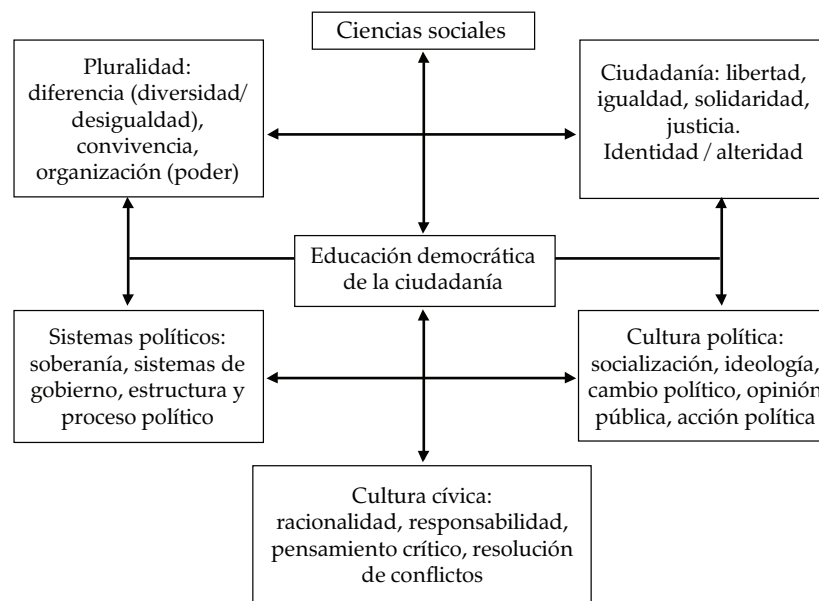 Ciencias sociales
Pluralidad:
diferencia (diversidad/
desigualdad),
convivencia,
organización (poder)
Ciudadanía: libertad,
igualdad, solidaridad,
justicia.
Identidad / alteridad
Educación democrática
de la ciudadanía
Sistemas políticos:
soberanía, sistemas de
gobierno, estructura y
proceso político
Cultura política:
socialización, ideología,
cambio político, opinión
pública, acción política
Cultura cívica:
racionalidad, responsabilidad,
pensamiento crítico, resolución
de conflictos